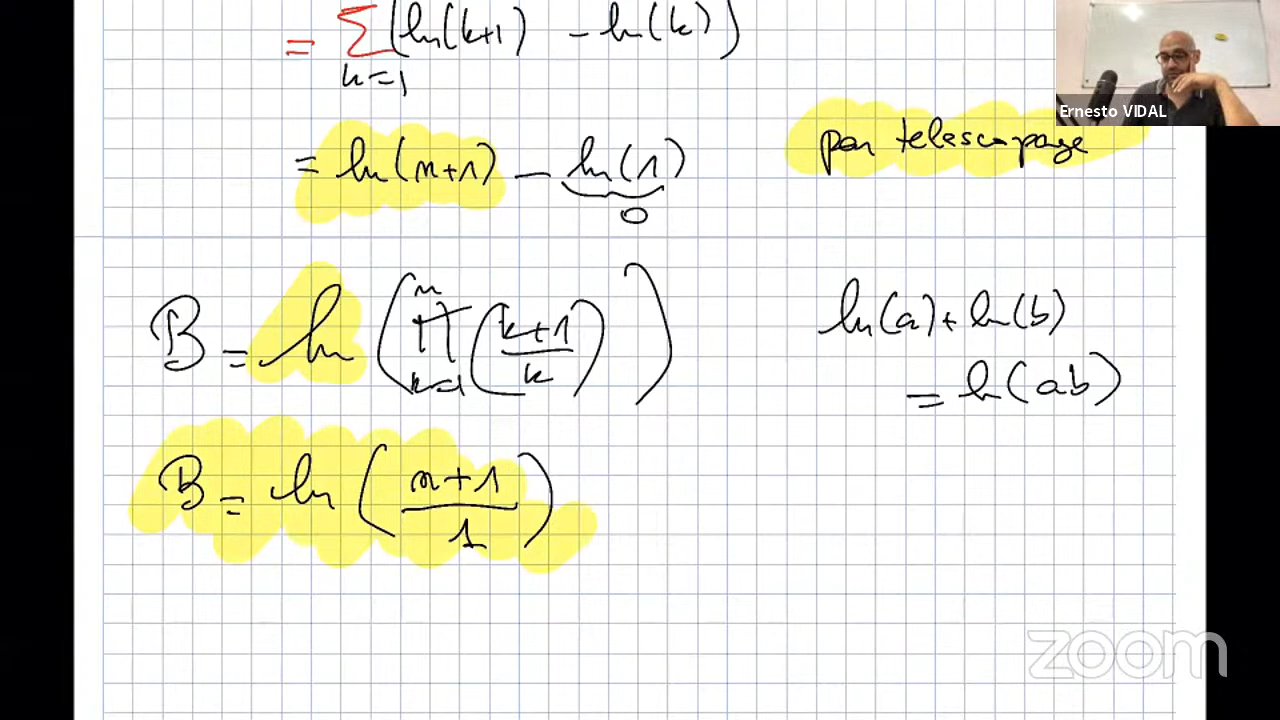 = ∑_{k=1} (ln(k+1) - ln(k))
Ernesto VIDAL
= ln(n+1) - ln(1)
par telescopage
0
B = ln(∏_{k=1}^{n} ((k+1)/k))
ln(a) + ln(b)
= ln(ab)
B = ln((n+1)/1)
zoom